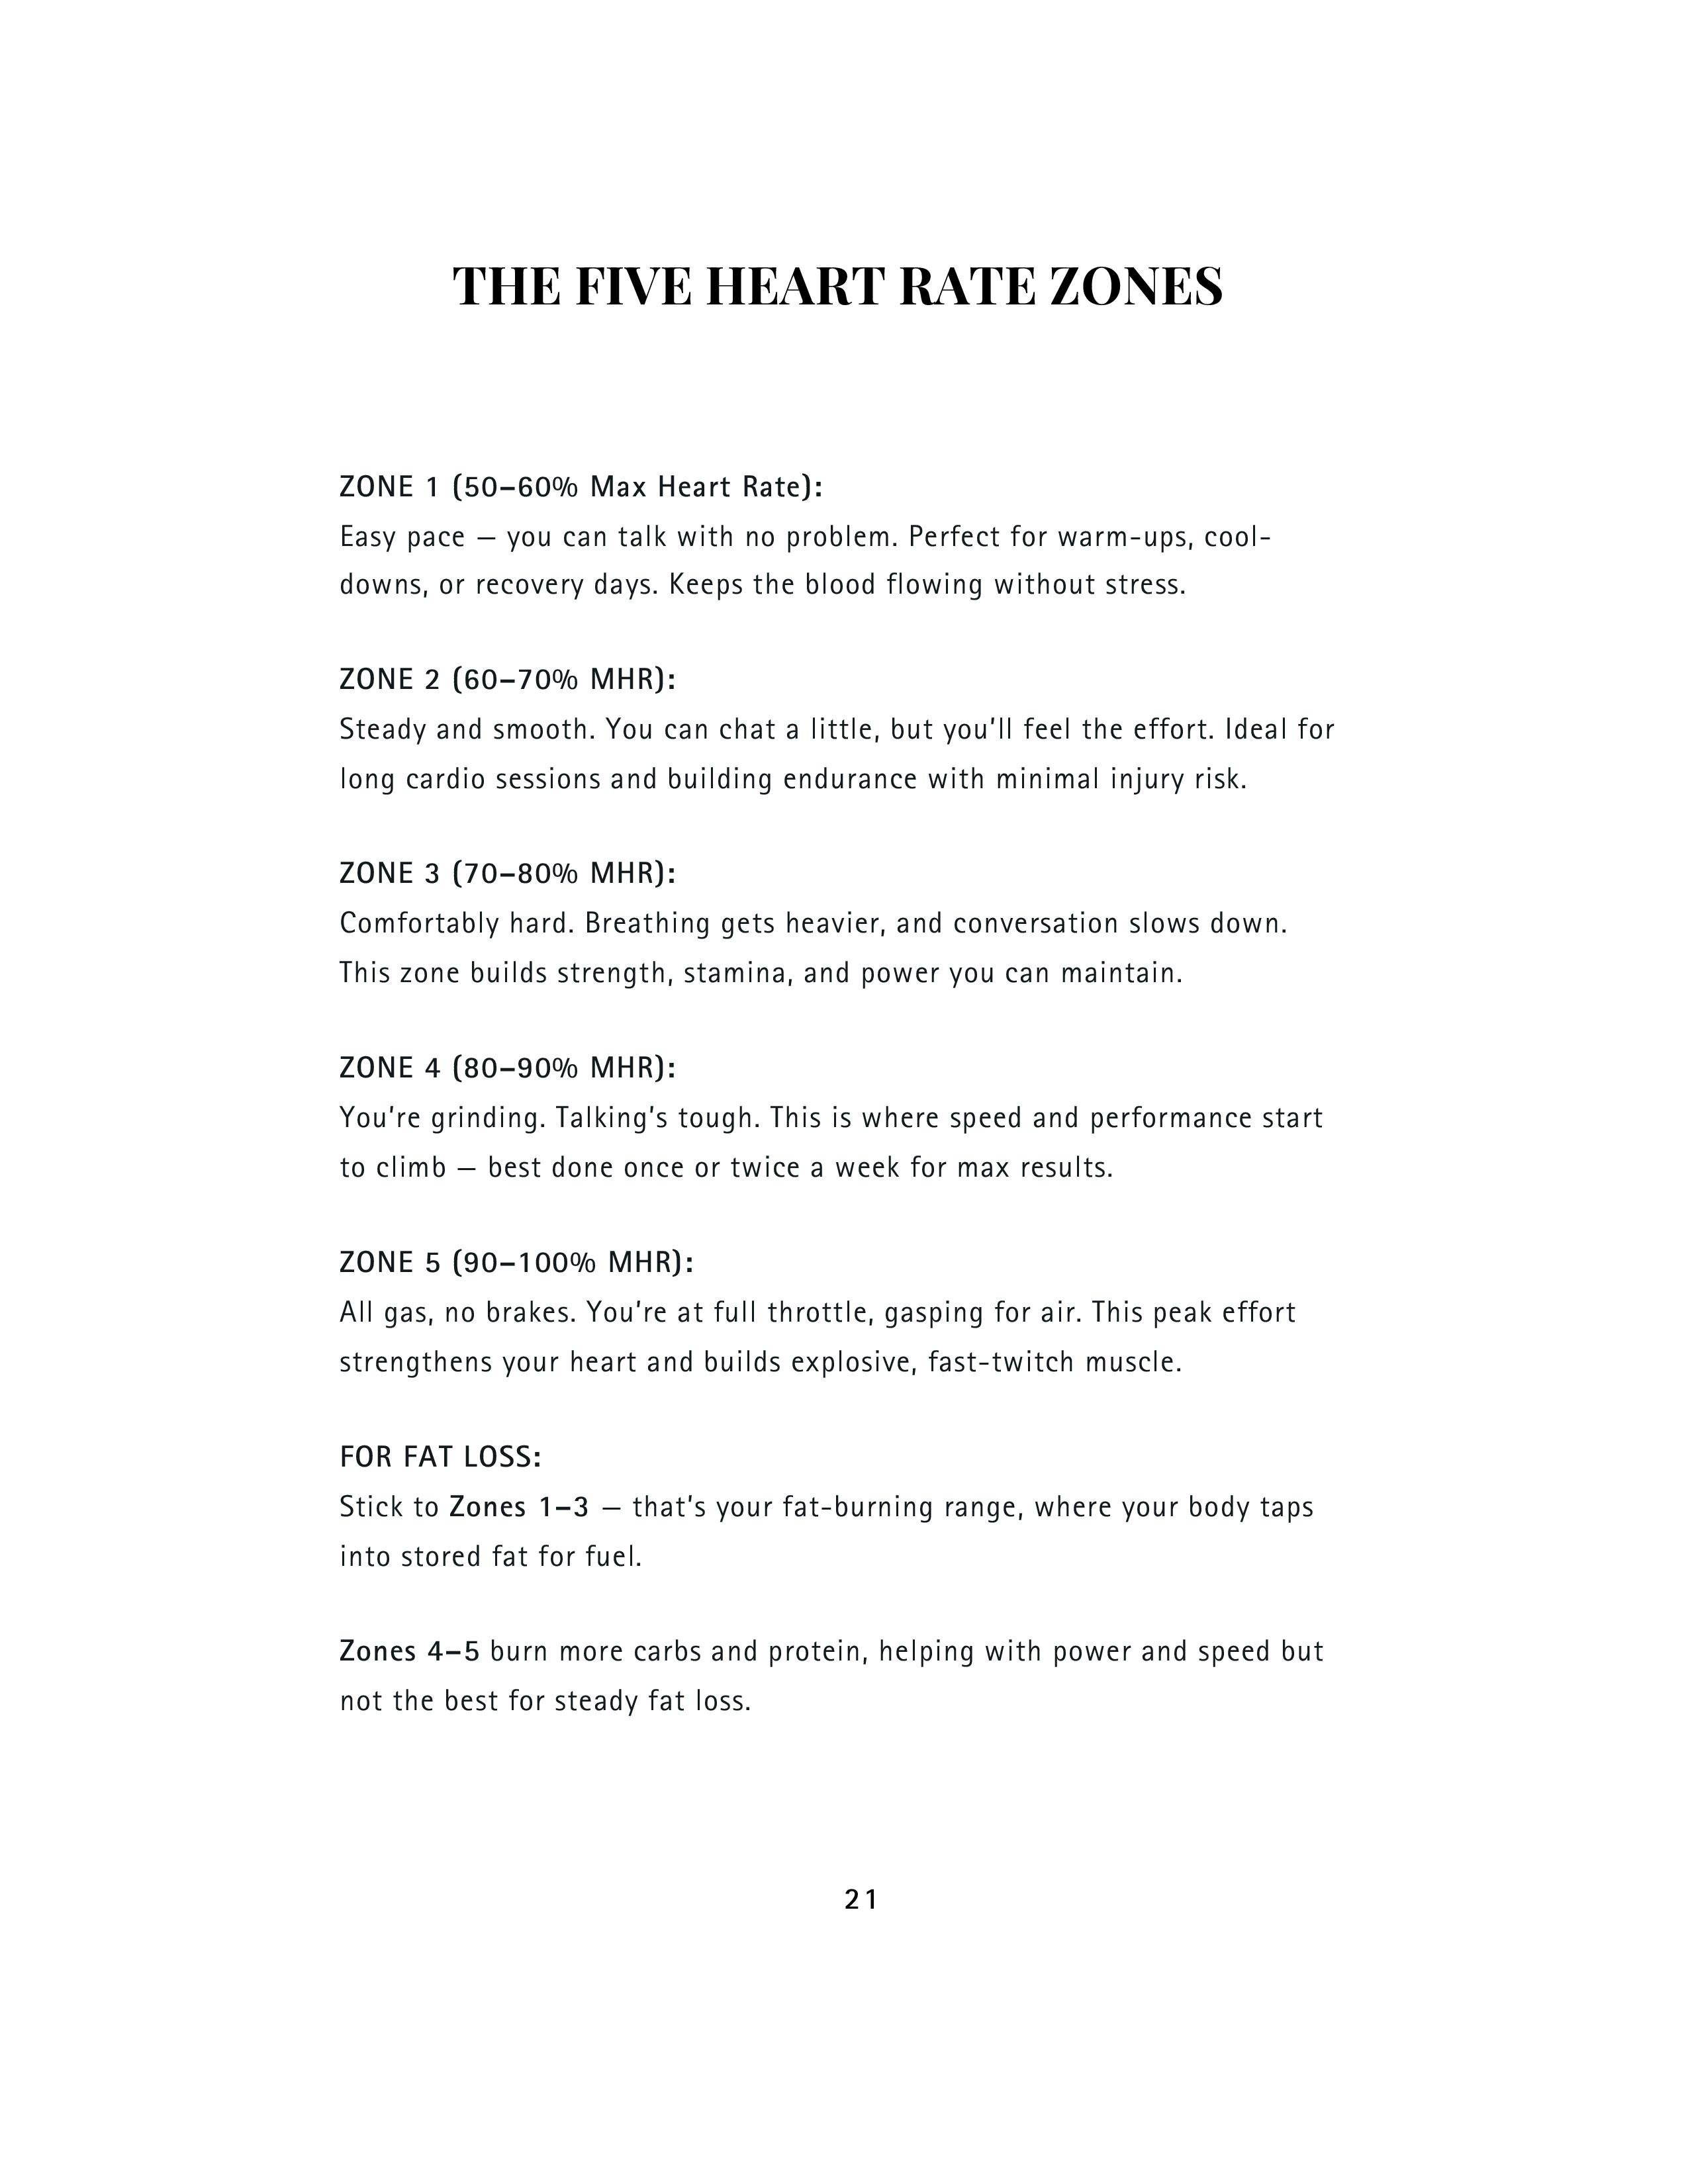 THE FIVE HEART RATE ZONES
ZONE 1 (50–60% Max Heart Rate):
Easy pace — you can talk with no problem. Perfect for warm-ups, cool-
downs, or recovery days. Keeps the blood flowing without stress.
ZONE 2 (60–70% MHR):
Steady and smooth. You can chat a little, but you’ll feel the effort. Ideal for
long cardio sessions and building endurance with minimal injury risk.
ZONE 3 (70–80% MHR):
Comfortably hard. Breathing gets heavier, and conversation slows down.
This zone builds strength, stamina, and power you can maintain.
ZONE 4 (80–90% MHR):
You’re grinding. Talking’s tough. This is where speed and performance start
to climb — best done once or twice a week for max results.
ZONE 5 (90–100% MHR):
All gas, no brakes. You’re at full throttle, gasping for air. This peak effort
strengthens your heart and builds explosive, fast-twitch muscle.
FOR FAT LOSS:
Stick to Zones 1–3 — that’s your fat-burning range, where your body taps
into stored fat for fuel.
Zones 4–5 burn more carbs and protein, helping with power and speed but
not the best for steady fat loss.
21